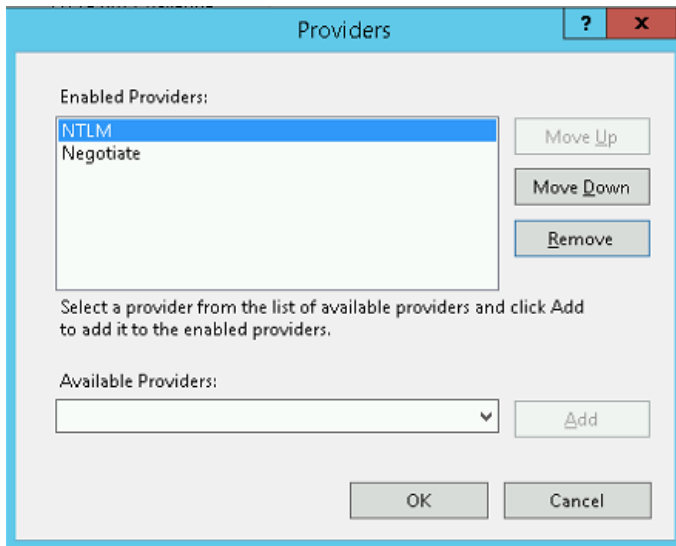 Providers
?
x
Enabled Providers:
NTLM
Negotiate
Move Up
Move Down
Remove
Select a provider from the list of available providers and click Add
to add it to the enabled providers.
Available Providers:
Add
OK
Cancel